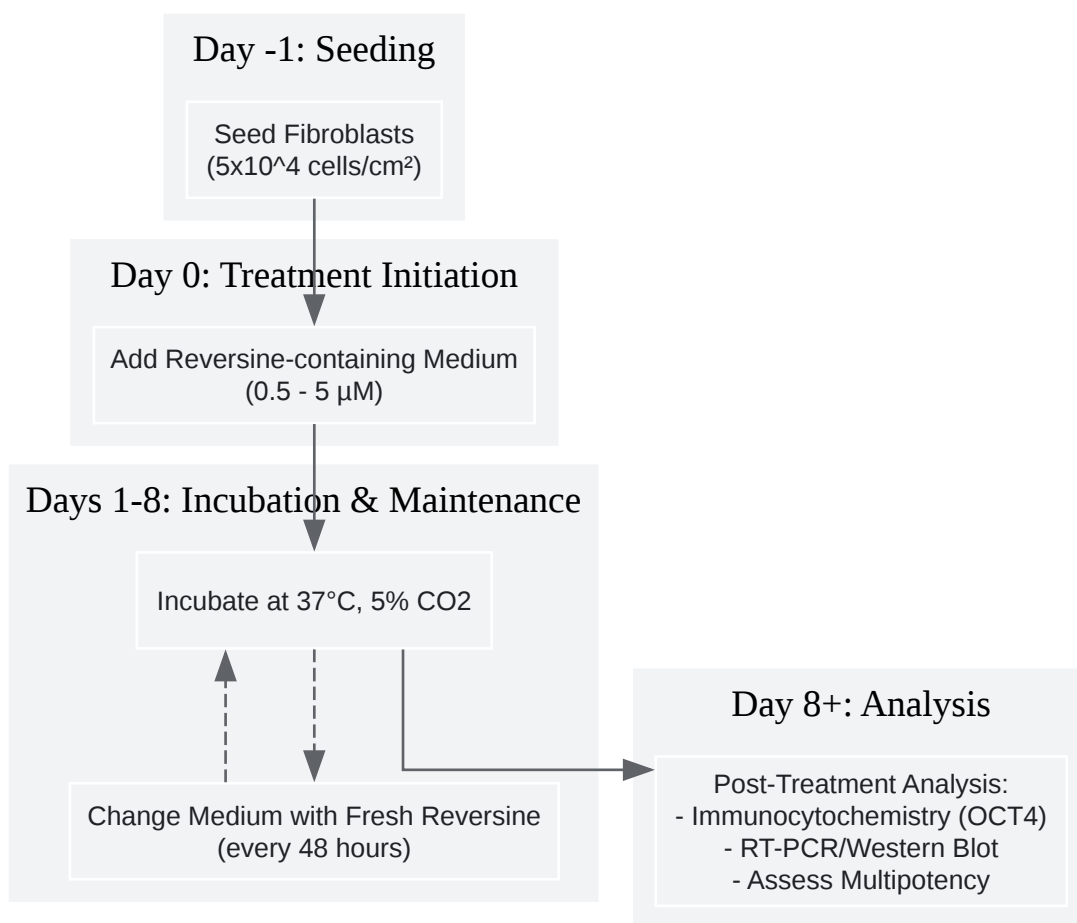 Day -1: Seeding
Seed Fibroblasts
(5x10^4 cells/cm²)
Day 0: Treatment Initiation
Add Reversine-containing Medium
(0.5 - 5 µM)
Days 1-8: Incubation & Maintenance
Incubate at 37°C, 5% CO2
Change Medium with Fresh Reversine
(every 48 hours)
Day 8+: Analysis
Post-Treatment Analysis:
- Immunocytochemistry (OCT4)
- RT-PCR/Western Blot
- Assess Multipotency